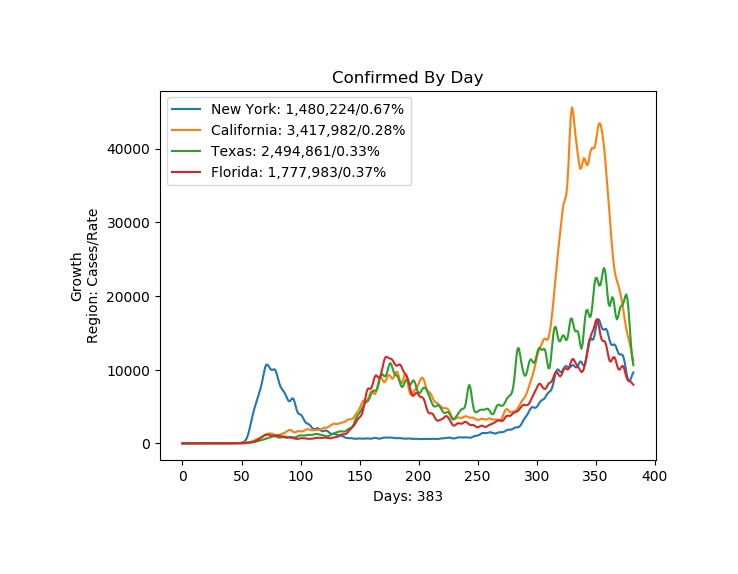 Confirmed By Day
New York: 1,480,224/0.67%
California: 3,417,982/0.28%
Texas: 2,494,861/0.33%
Florida: 1,777,983/0.37%
Growth
Region: Cases/Rate
40000
30000
20000
10000
0
0 50 100 150 200 250 300 350 400
Days: 383